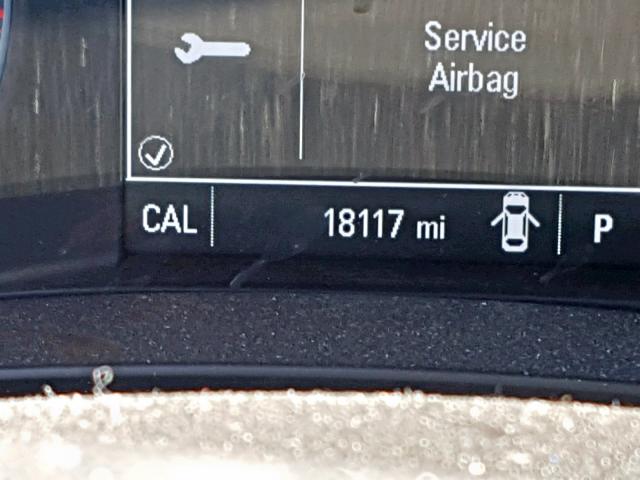 Service
Airbag
CAL
18117 mi
P